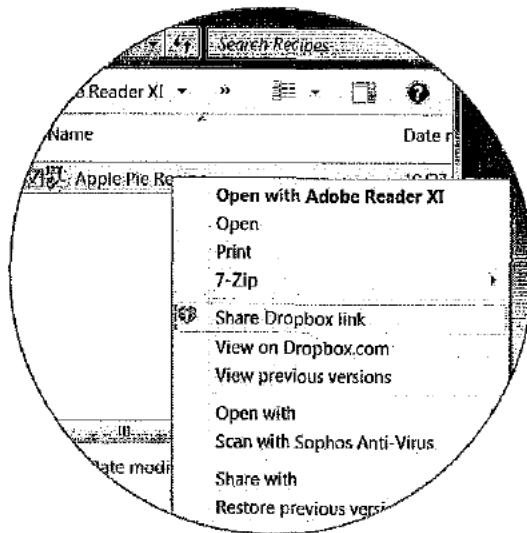 Search Recipes
Reader XI
»
Name Date
Apple Pie
Open with Adobe Reader XI
Open
Print
7-Zip
Share Dropbox link
View on Dropbox.com
View previous versions
Open with
Scan with Sophos Anti-Virus
Share with
Restore previous